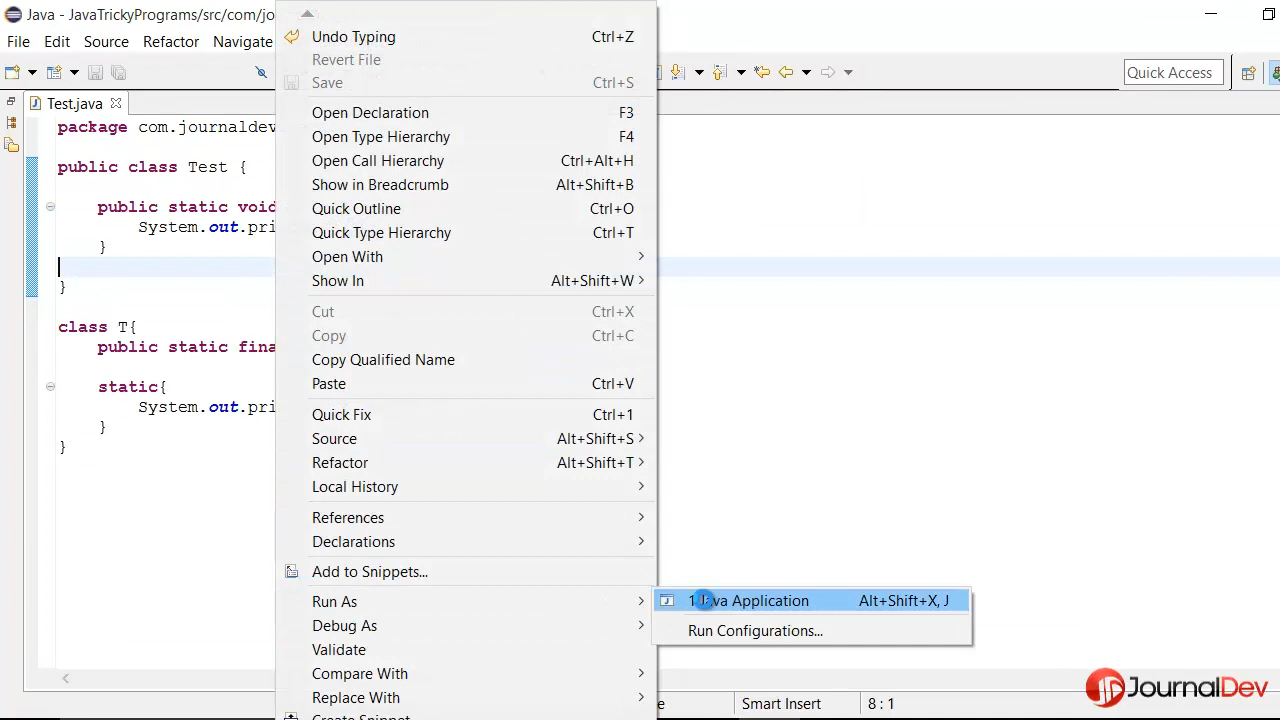 Java - JavaTrickyPrograms/src/com/jo
File Edit Source Refactor Navigate
Quick Access
Test.java
package com.journaldev
public class Test {
public static void
System.out.pri
}
}
class T{
public static fina
static{
System.out.pri
}
}
Undo Typing Ctrl+Z
Revert File
Save Ctrl+S
Open Declaration F3
Open Type Hierarchy F4
Open Call Hierarchy Ctrl+Alt+H
Show in Breadcrumb Alt+Shift+B
Quick Outline Ctrl+O
Quick Type Hierarchy Ctrl+T
Open With
Show In Alt+Shift+W
Cut Ctrl+X
Copy Ctrl+C
Copy Qualified Name
Paste Ctrl+V
Quick Fix Ctrl+1
Source Alt+Shift+S
Refactor Alt+Shift+T
Local History
References
Declarations
Add to Snippets...
Run As
Debug As
Validate
Compare With
Replace With
Create Snippet
1 Java Application Alt+Shift+X, J
Run Configurations...
Smart Insert 8 : 1
JournalDev